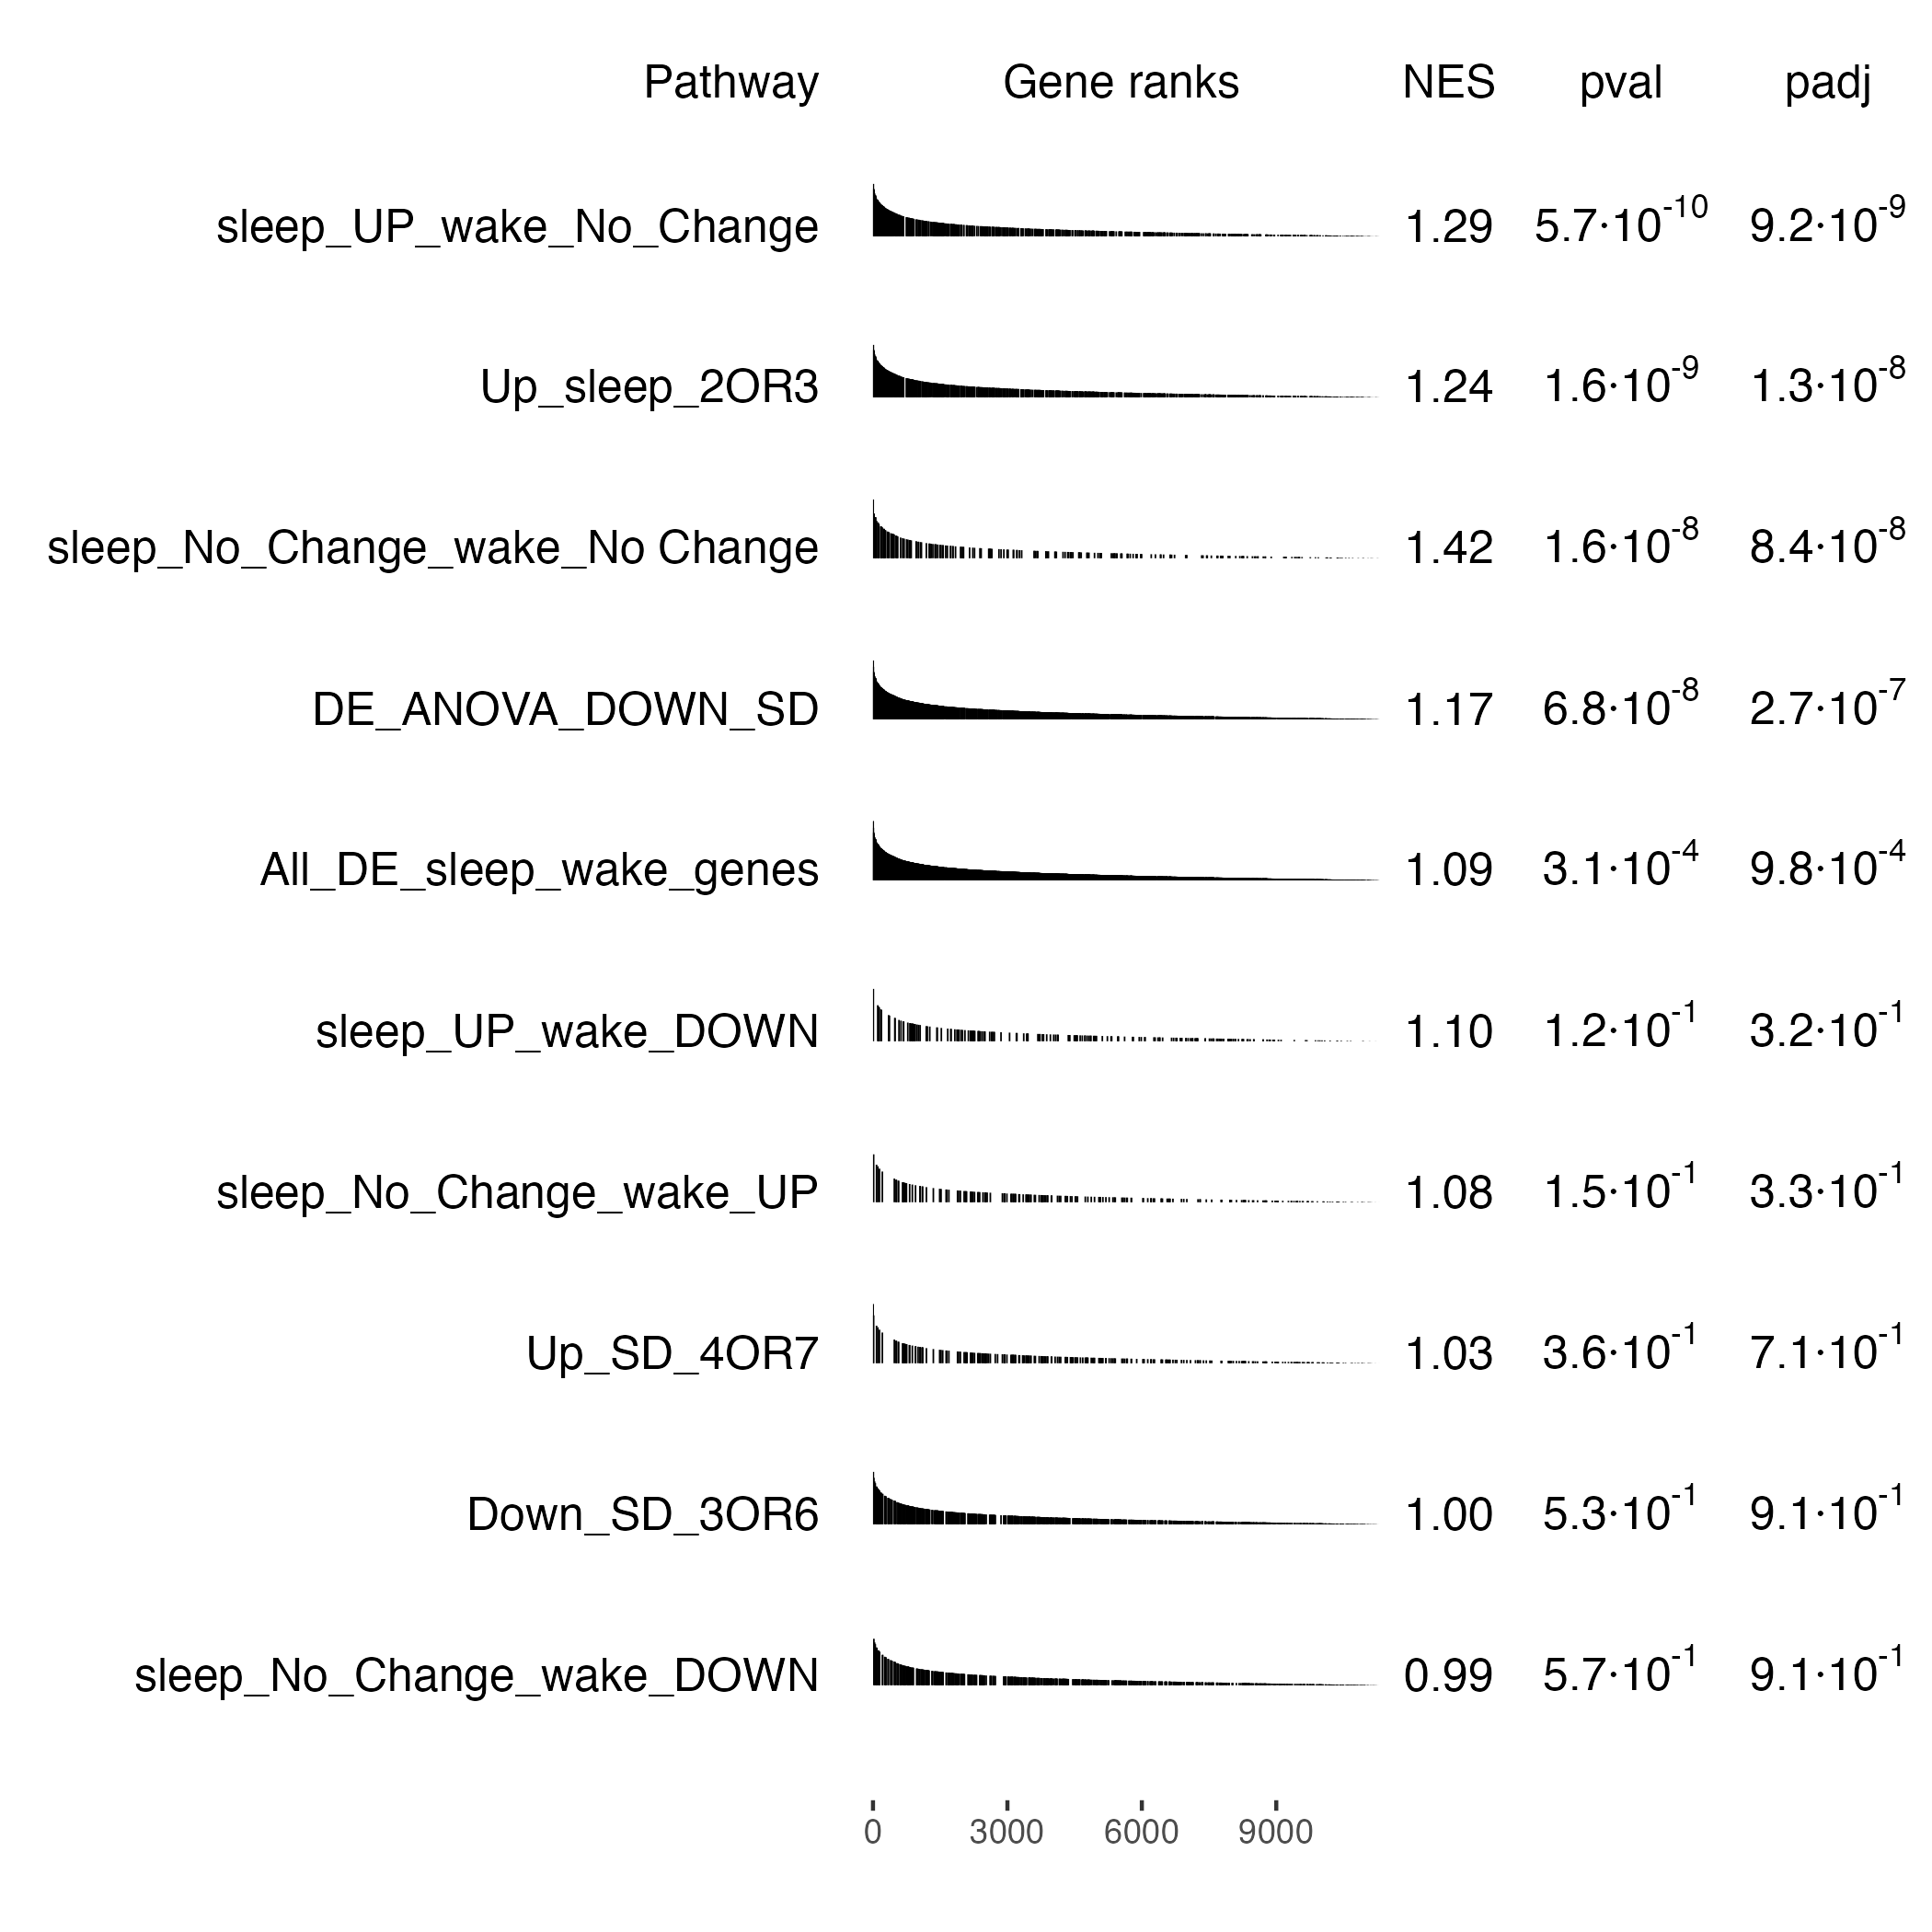 Pathway Gene ranks NES pval padj
sleep_UP_wake_No_Change 1.29 5.7·10^-10 9.2·10^-9
Up_sleep_2OR3 1.24 1.6·10^-9 1.3·10^-8
sleep_No_Change_wake_No Change 1.42 1.6·10^-8 8.4·10^-8
DE_ANOVA_DOWN_SD 1.17 6.8·10^-8 2.7·10^-7
All_DE_sleep_wake_genes 1.09 3.1·10^-4 9.8·10^-4
sleep_UP_wake_DOWN 1.10 1.2·10^-1 3.2·10^-1
sleep_No_Change_wake_UP 1.08 1.5·10^-1 3.3·10^-1
Up_SD_4OR7 1.03 3.6·10^-1 7.1·10^-1
Down_SD_3OR6 1.00 5.3·10^-1 9.1·10^-1
sleep_No_Change_wake_DOWN 0.99 5.7·10^-1 9.1·10^-1
0 3000 6000 9000